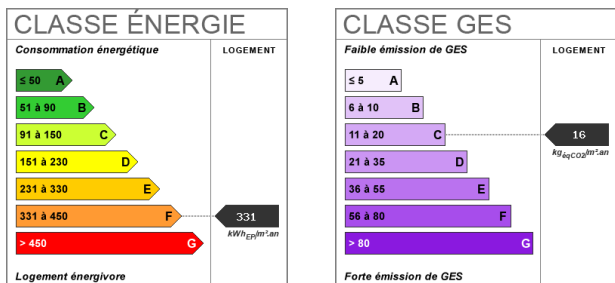 CLASSE ÉNERGIE
Consommation énergétique
LOGEMENT
≤ 50 A
51 à 90 B
91 à 150 C
151 à 230 D
231 à 330 E
331 à 450 F
331
kWhEP/m².an
> 450 G
Logement énergivore
CLASSE GES
Faible émission de GES
LOGEMENT
≤ 5 A
6 à 10 B
11 à 20 C
16
kgéqCO2/m².an
21 à 35 D
36 à 55 E
56 à 80 F
> 80 G
Forte émission de GES